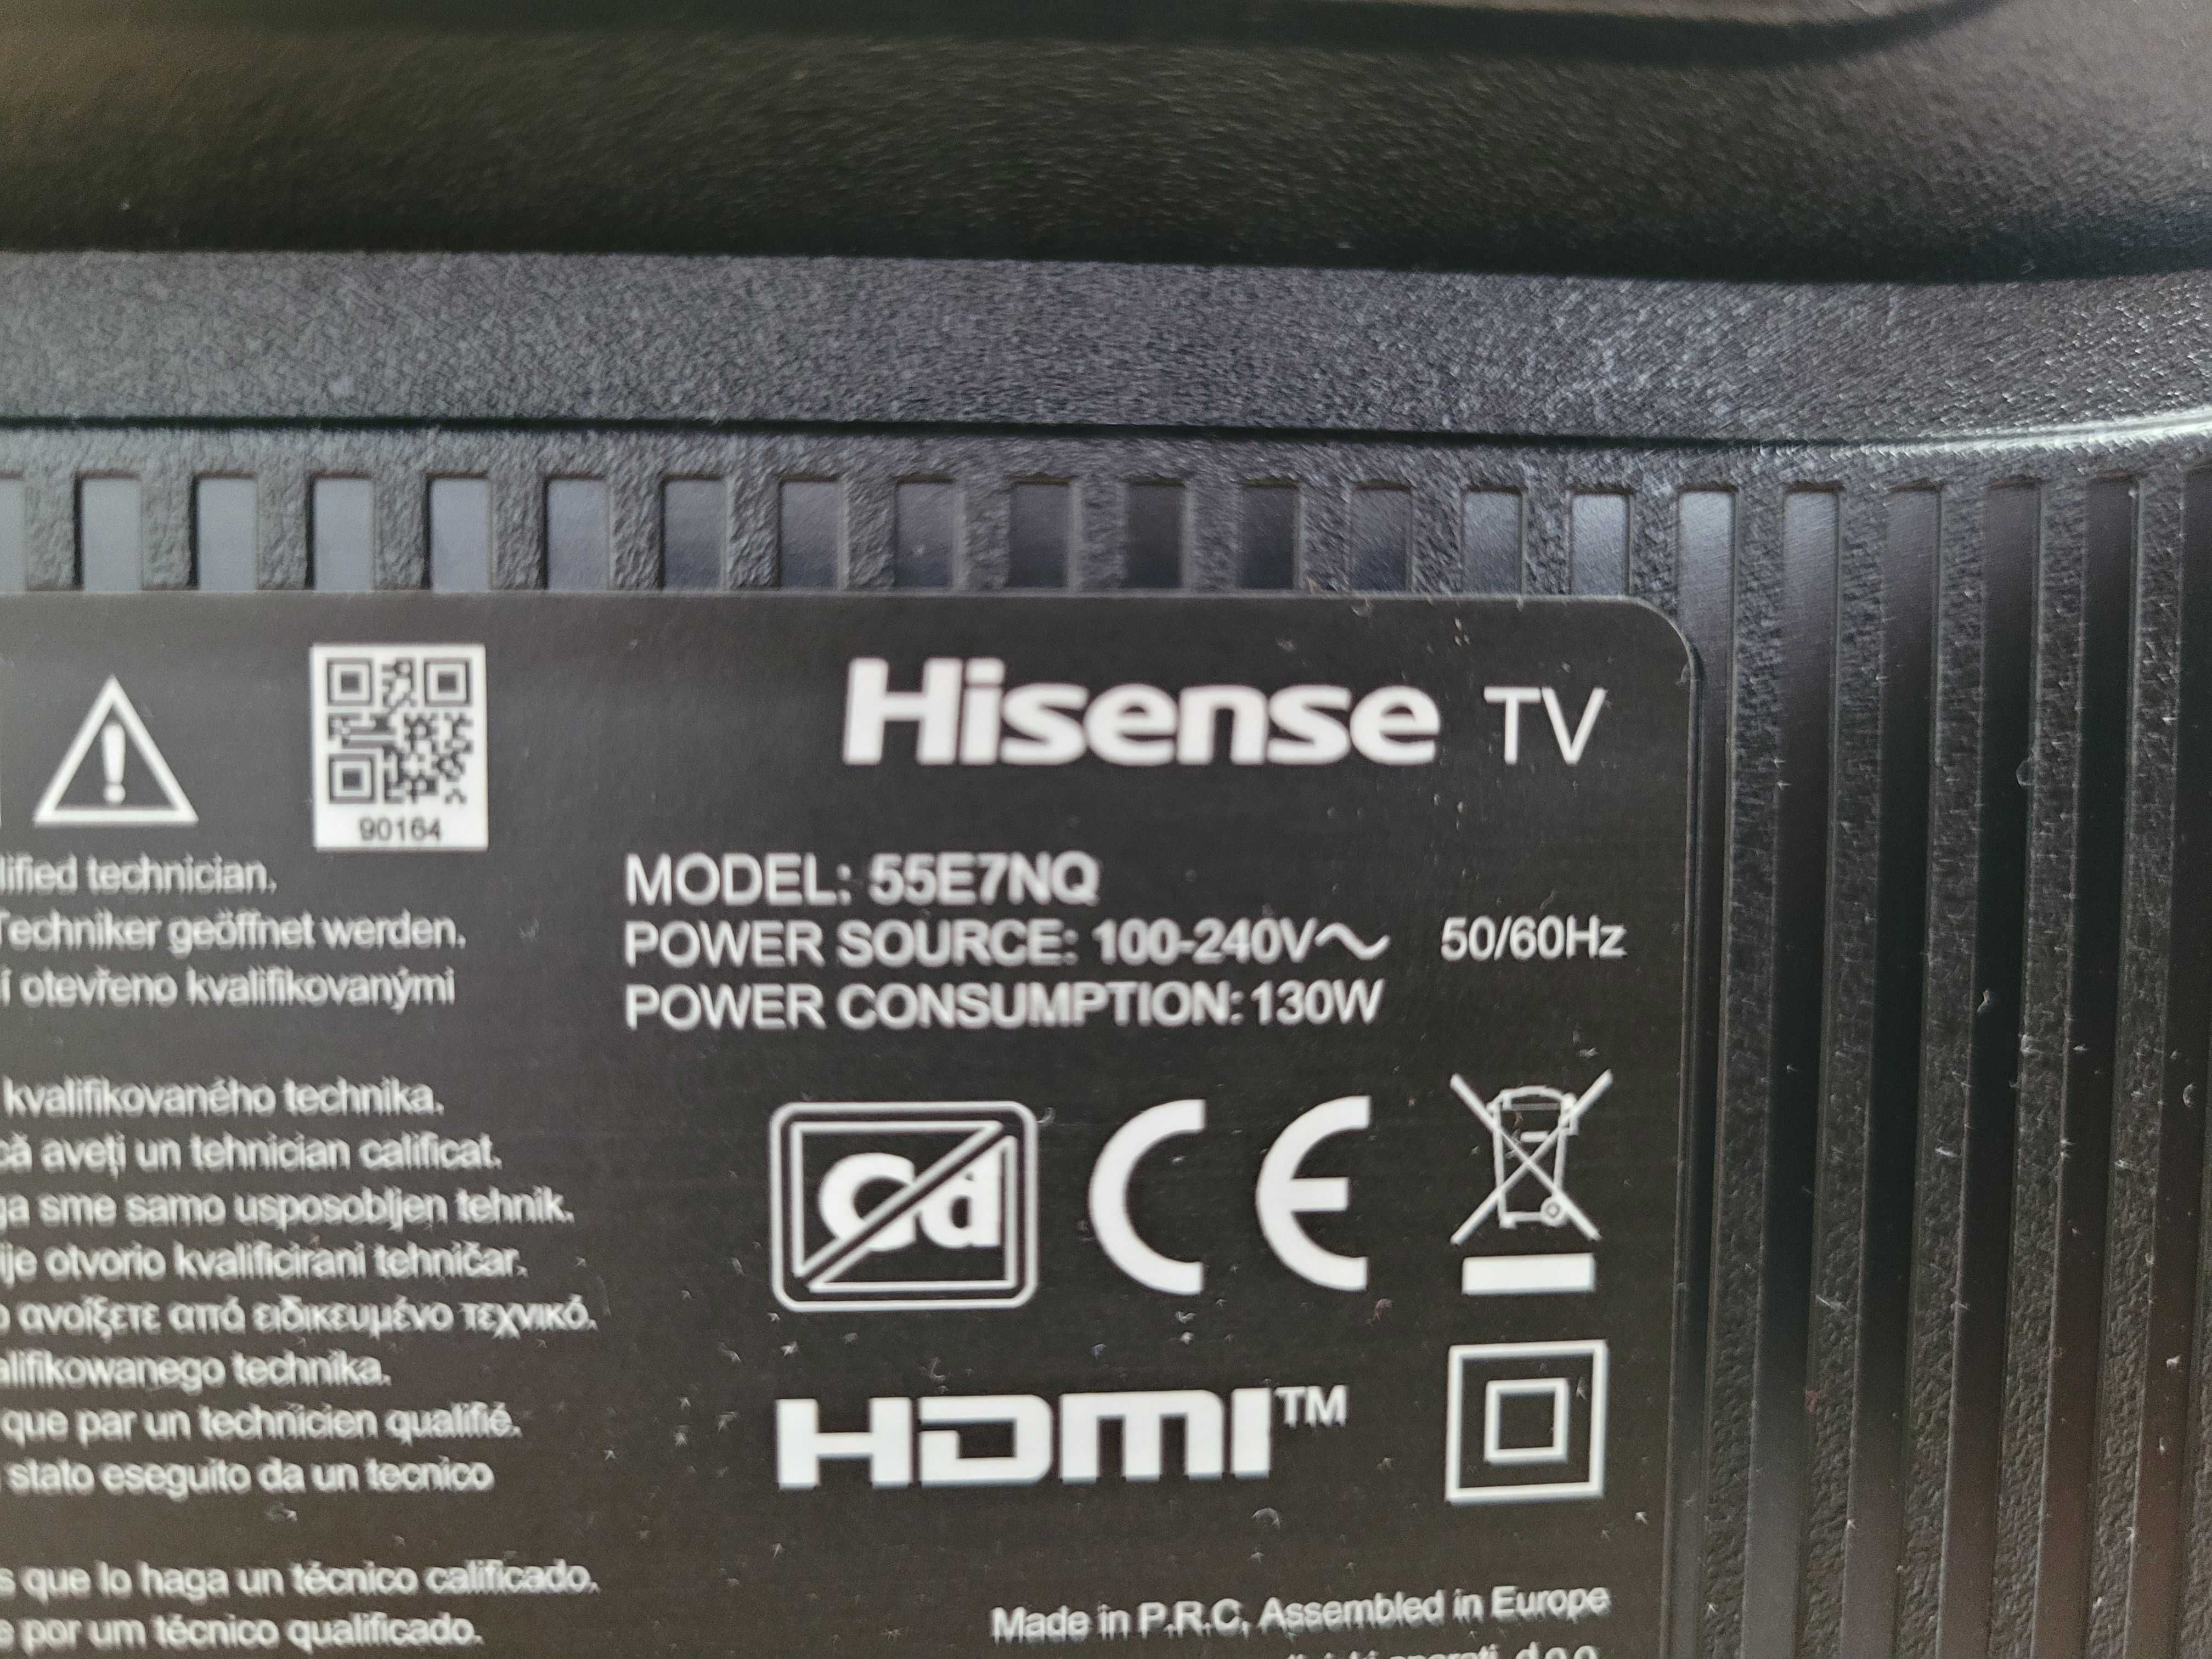 Hisense TV
90164
MODEL: 55E7NQ
POWER SOURCE: 100-240V～ 50/60Hz
POWER CONSUMPTION: 130W
lified technician.
Techniker geöffnet werden.
í otevřeno kvalifikovanými
kvalifikovaného technika.
că aveți un tehnician calificat.
ga sme samo usposobljen tehnik.
ije otvorio kvalificirani tehničar.
ο ανοίξετε από ειδικευμένο τεχνικό.
alifikowanego technika.
que par un technicien qualifié.
stato eseguito da un tecnico
s que lo haga un técnico calificado.
e por um técnico qualificado.
Cd
CE
HDMI™
Made in P.R.C, Assembled in Europe
d.o.o.